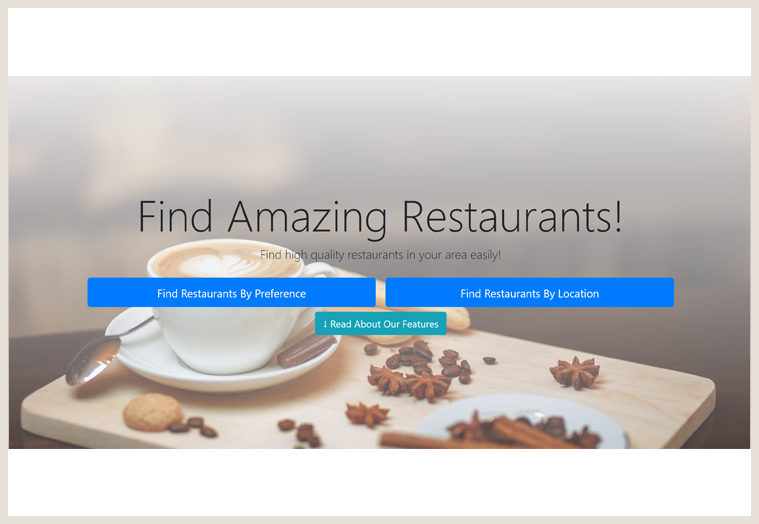 Find Amazing Restaurants!
Find high quality restaurants in your area easily!
Find Restaurants By Preference
Find Restaurants By Location
↓ Read About Our Features